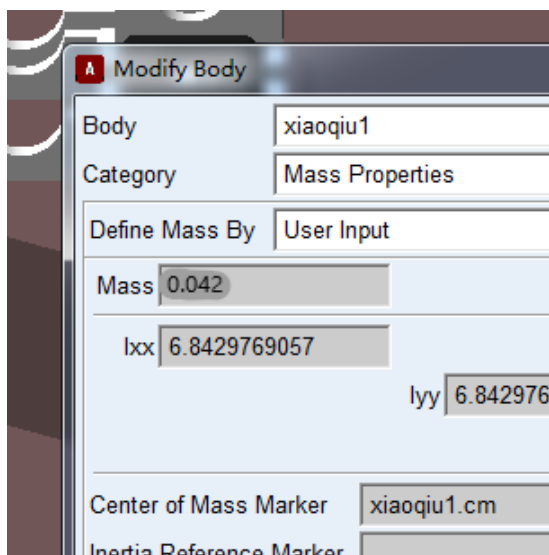 Modify Body
Body xiaoqiu1
Category Mass Properties
Define Mass By User Input
Mass 0.042
Ixx 6.8429769057
Iyy 6.842976
Center of Mass Marker xiaoqiu1.cm
Inertia Reference Marker